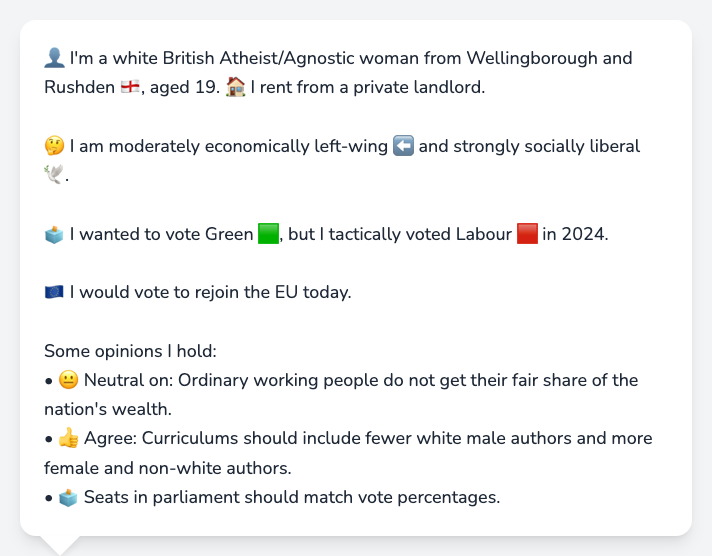 👤 I'm a white British Atheist/Agnostic woman from Wellingborough and
Rushden 🏴󠁧󠁢󠁥󠁮󠁧󠁿, aged 19. 🏠 I rent from a private landlord.
🤔 I am moderately economically left-wing ⬅️ and strongly socially liberal
🕊️.
🗳️ I wanted to vote Green 🟩, but I tactically voted Labour 🟥 in 2024.
🇪🇺 I would vote to rejoin the EU today.
Some opinions I hold:
• 😐 Neutral on: Ordinary working people do not get their fair share of the
nation's wealth.
• 👍 Agree: Curriculums should include fewer white male authors and more
female and non-white authors.
• 🗳️ Seats in parliament should match vote percentages.